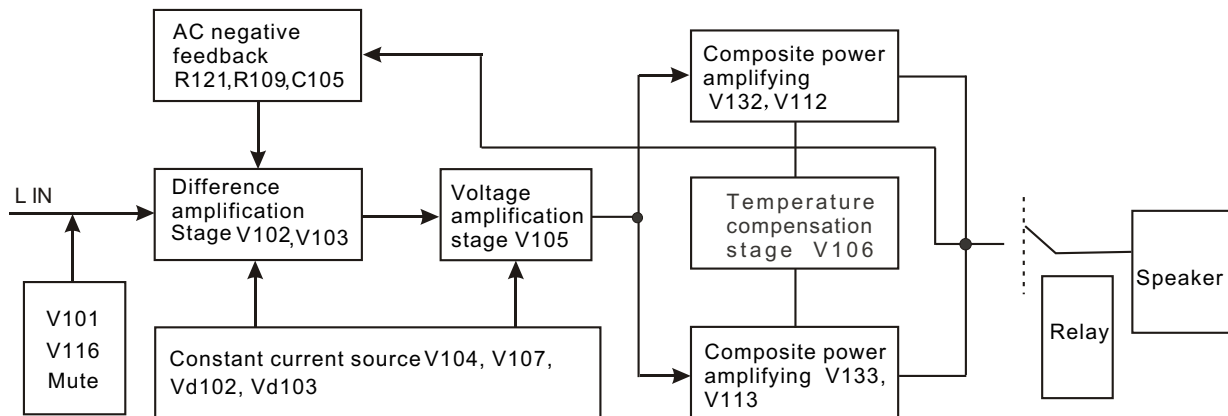 AC negative
feedback
R121,R109,C105
Composite power
amplifying
V132, V112
L IN
Difference
amplification
Stage V102,V103
Voltage
amplification
stage V105
Temperature
compensation
stage V106
Speaker
V101
V116
Mute
Constant current source V104, V107,
Vd102, Vd103
Composite power
amplifying V133,
V113
Relay